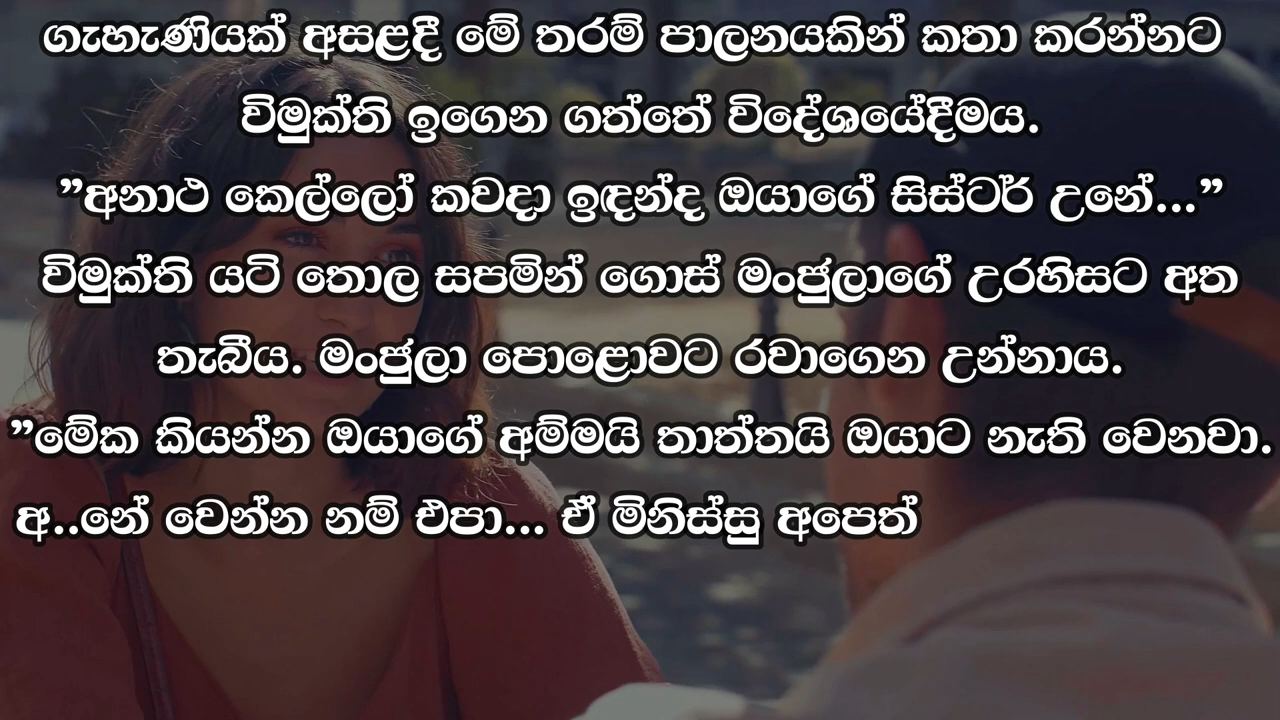 ගැහැණියක් අසළදී මේ තරම් පාලනයකින් කතා කරන්නට
විමුක්ති ඉගෙන ගත්තේ විදේශයේදීමය.
”අනාථ කෙල්ලෝ කවදා ඉඳන්ද ඔයාගේ සිස්ටර් උනේ...”
විමුක්ති යටි තොල සපමින් ගොස් මංජුලාගේ උරහිසට අත
තැබීය. මංජුලා පොළොවට රවාගෙන උන්නාය.
”මේක කියන්න ඔයාගේ අම්මයි තාත්තයි ඔයාට නැති වෙනවා.
අ..නේ වෙන්න නම් එපා... ඒ මිනිස්සු අපෙත්